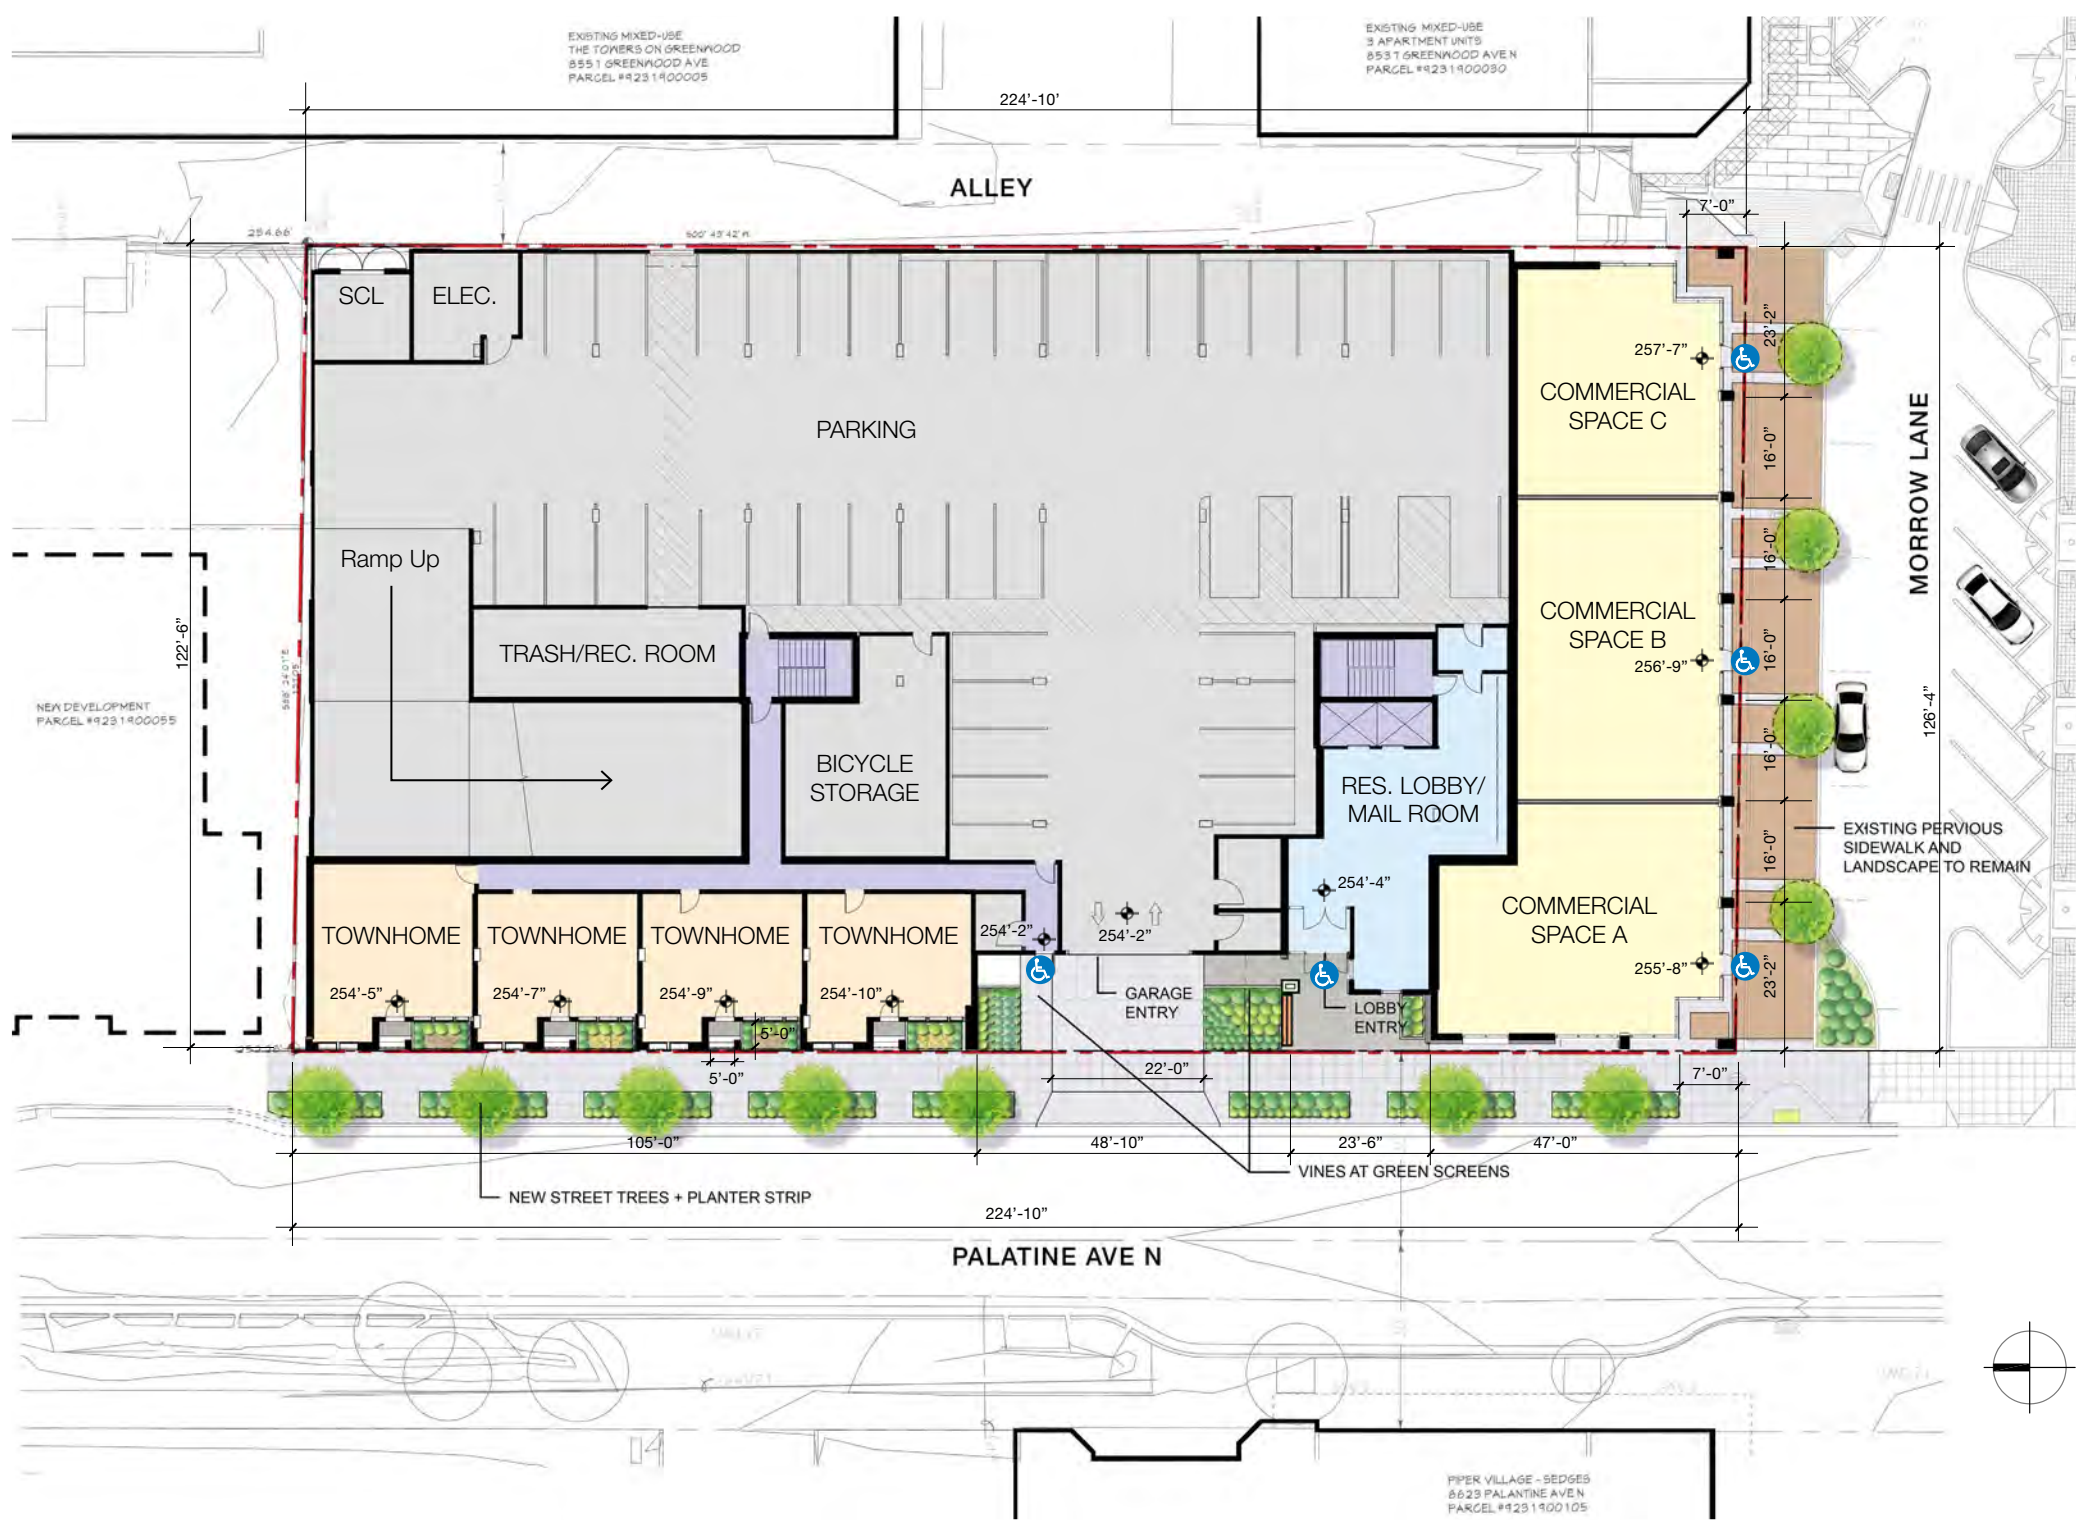 EXISTING MIXED-USE
THE TOWERS ON GREENWOOD
8551 GREENWOOD AVE
PARCEL #9231900005
EXISTING MIXED-USE
3 APARTMENT UNITS
8537 GREENWOOD AVE N
PARCEL #9231900030
224'-10'
ALLEY
7'-0"
254.66'
S00° 43'42" W.
SCL
ELEC.
PARKING
257'-7"
COMMERCIAL
SPACE C
23'-2"
16'-0"
MORROW LANE
Ramp Up
16'-0"
122'-6"
TRASH/REC. ROOM
COMMERCIAL
SPACE B
256'-9"
16'-0"
NEW DEVELOPMENT
PARCEL #9231900055
126'-4"
16'-0"
BICYCLE
STORAGE
RES. LOBBY/
MAIL ROOM
EXISTING PERVIOUS
SIDEWALK AND
LANDSCAPE TO REMAIN
16'-0"
254'-4"
COMMERCIAL
SPACE A
TOWNHOME
TOWNHOME
TOWNHOME
TOWNHOME
254'-2"
254'-2"
255'-8"
23'-2"
254'-5"
254'-7"
254'-9"
254'-10"
GARAGE
ENTRY
LOBBY
ENTRY
5'-0"
5'-0"
22'-0"
7'-0"
105'-0"
48'-10"
23'-6"
47'-0"
VINES AT GREEN SCREENS
NEW STREET TREES + PLANTER STRIP
224'-10"
PALATINE AVE N
PIPER VILLAGE - SEDGES
8623 PALANTINE AVE N
PARCEL #9231900105